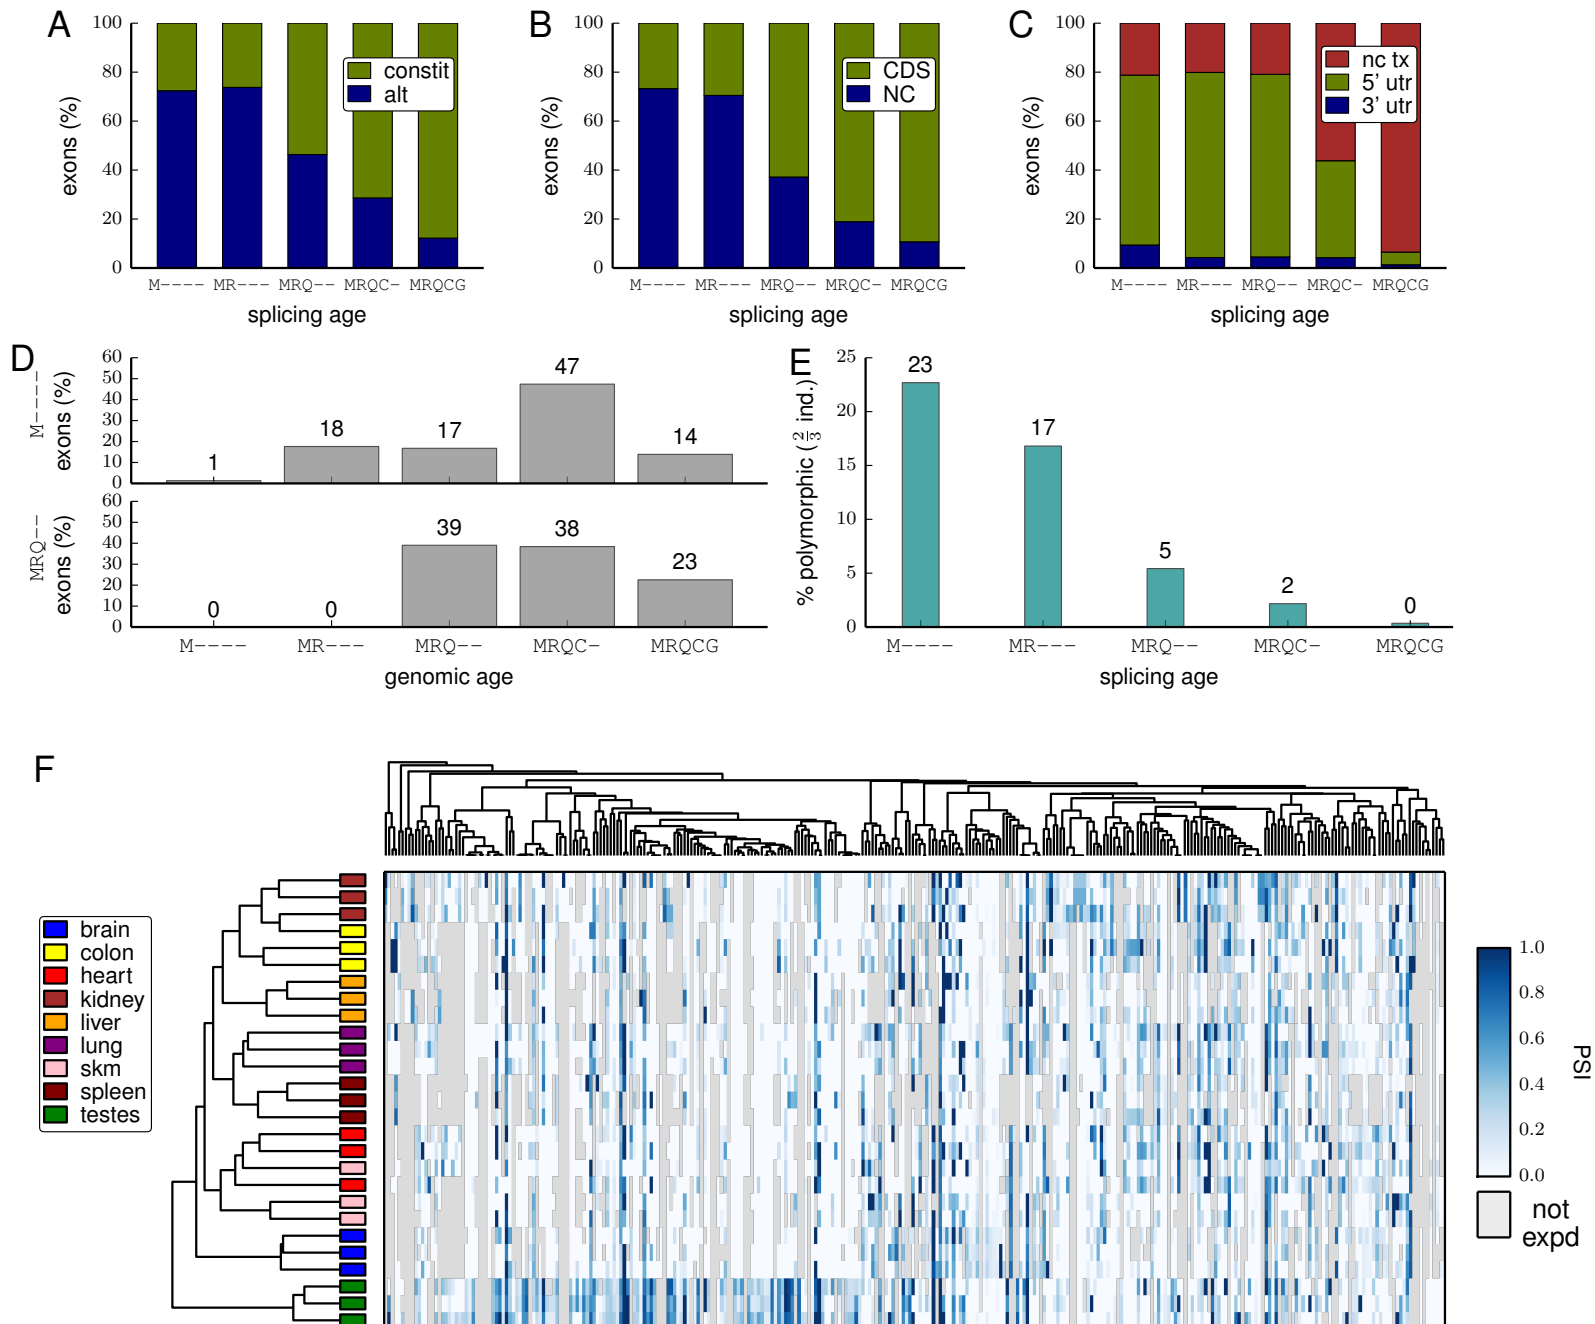 A
100
80
60
40
20
0
exons (%)
constit
alt
M---- MR--- MRQ-- MRQC- MRQCG
splicing age
B
100
80
60
40
20
0
exons (%)
CDS
NC
M---- MR--- MRQ-- MRQC- MRQCG
splicing age
C
100
80
60
40
20
0
exons (%)
nc tx
5' utr
3' utr
M---- MR--- MRQ-- MRQC- MRQCG
splicing age
D
M----
exons (%)
60
50
40
30
20
10
0
1 18 17 47 14
MRQ--
exons (%)
60
50
40
30
20
10
0
0 0 39 38 23
M---- MR--- MRQ-- MRQC- MRQCG
genomic age
E
% polymorphic (2/3 ind.)
25
20
15
10
5
0
23 17 5 2 0
M---- MR--- MRQ-- MRQC- MRQCG
splicing age
F
brain
colon
heart
kidney
liver
lung
skm
spleen
testes
1.0
0.8
0.6
0.4
0.2
0.0
PSI
not
expd